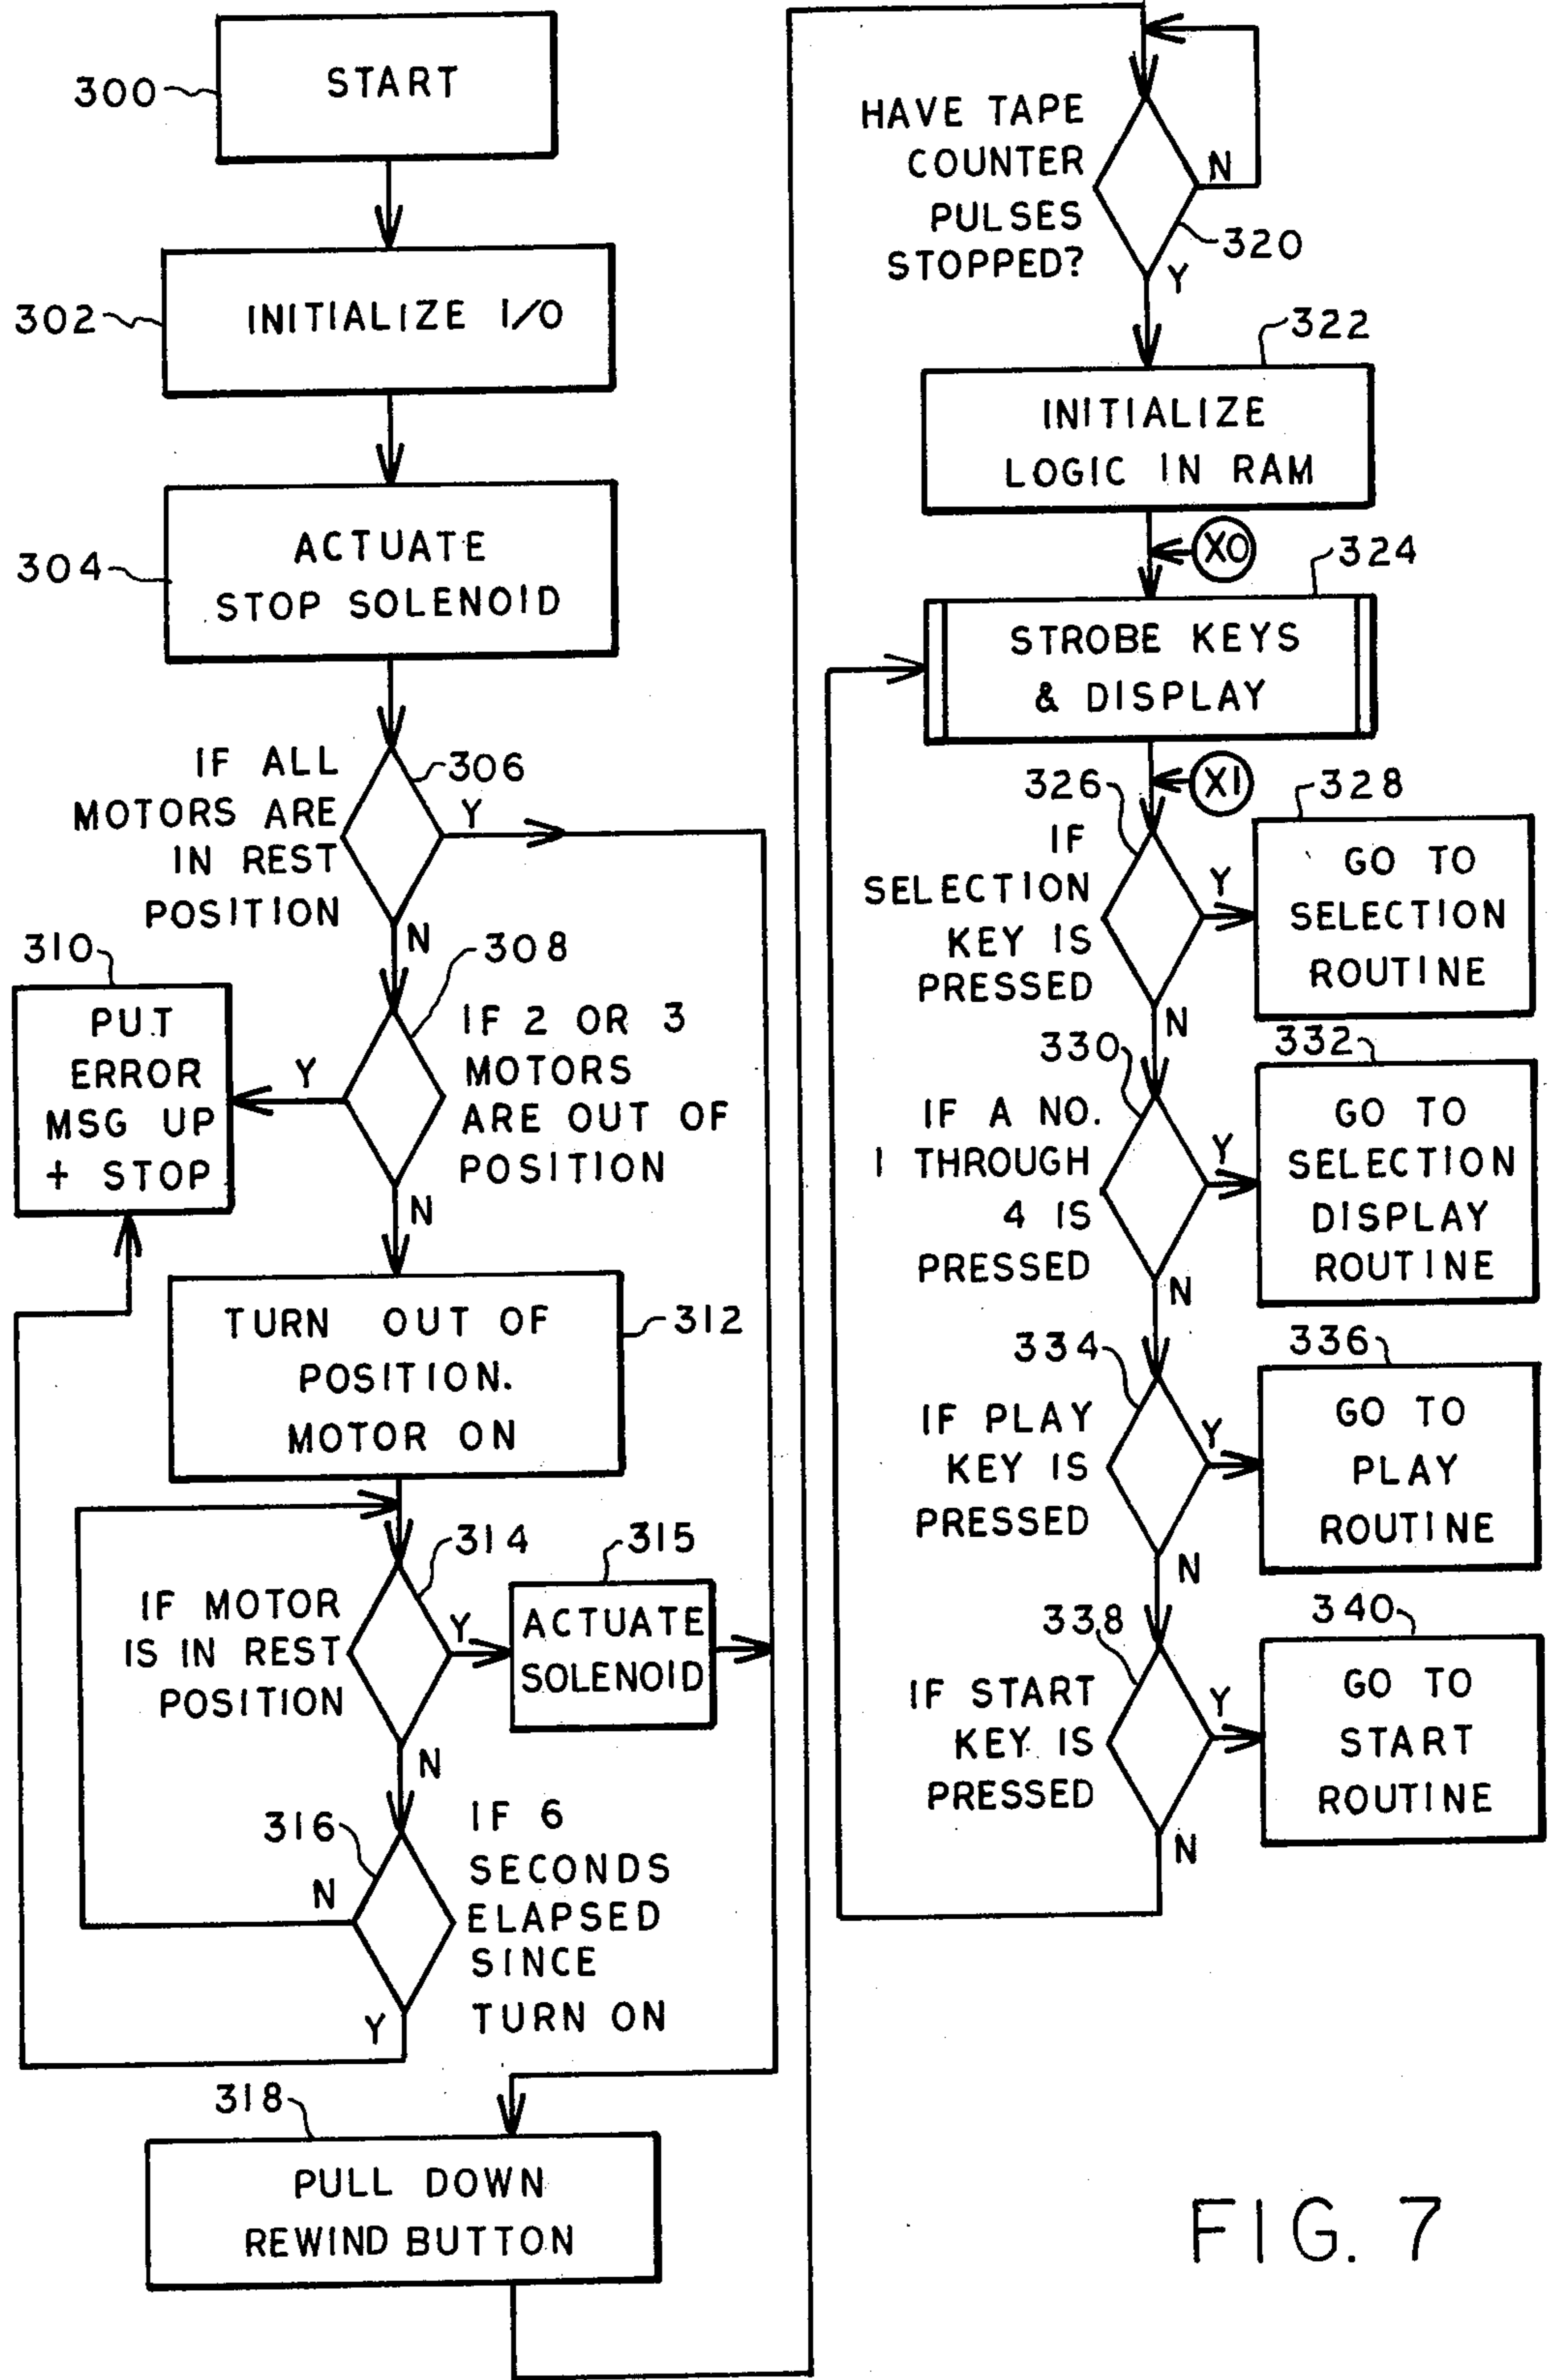 START
300
INITIALIZE I/O
302
ACTUATE
STOP SOLENOID
304
IF ALL
MOTORS ARE
IN REST
POSITION
306
Y
N
308
IF 2 OR 3
MOTORS
ARE OUT OF
POSITION
Y
N
310
PUT
ERROR
MSG UP
+ STOP
TURN OUT OF
POSITION.
MOTOR ON
312
314
IF MOTOR
IS IN REST
POSITION
Y
N
315
ACTUATE
SOLENOID
316
IF 6
SECONDS
ELAPSED
SINCE
TURN ON
N
Y
318
PULL DOWN
REWIND BUTTON
HAVE TAPE
COUNTER
PULSES
STOPPED?
N
320
Y
322
INITIALIZE
LOGIC IN RAM
X0
324
STROBE KEYS
& DISPLAY
X1
326
IF
SELECTION
KEY IS
PRESSED
Y
N
328
GO TO
SELECTION
ROUTINE
330
IF A NO.
1 THROUGH
4 IS
PRESSED
Y
N
332
GO TO
SELECTION
DISPLAY
ROUTINE
334
IF PLAY
KEY IS
PRESSED
Y
N
336
GO TO
PLAY
ROUTINE
338
IF START
KEY IS
PRESSED
Y
N
340
GO TO
START
ROUTINE
FIG. 7